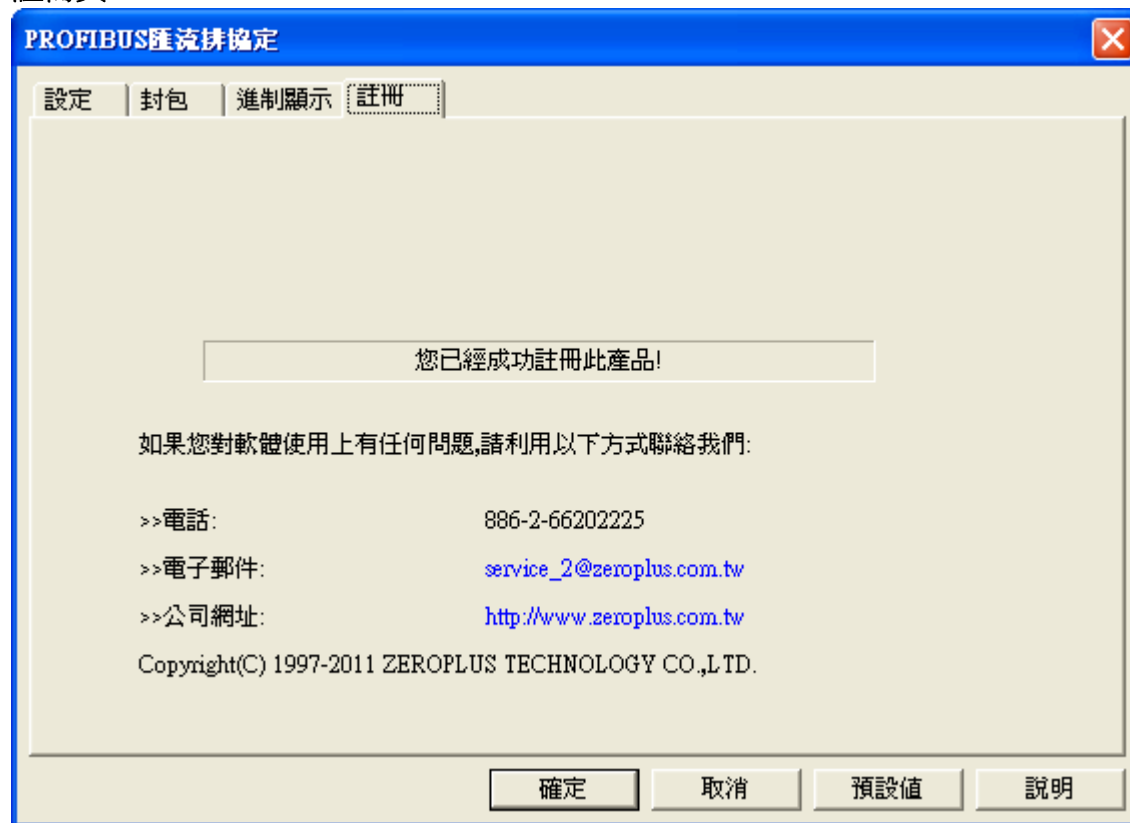 PROFIBUS匯流排協定
設定 封包 進制顯示 註冊
您已經成功註冊此產品!
如果您對軟體使用上有任何問題,請利用以下方式聯絡我們:
>>電話: 886-2-66202225
>>電子郵件: service_2@zeroplus.com.tw
>>公司網址: http://www.zeroplus.com.tw
Copyright(C) 1997-2011 ZEROPLUS TECHNOLOGY CO.,LTD.
確定 取消 預設值 說明